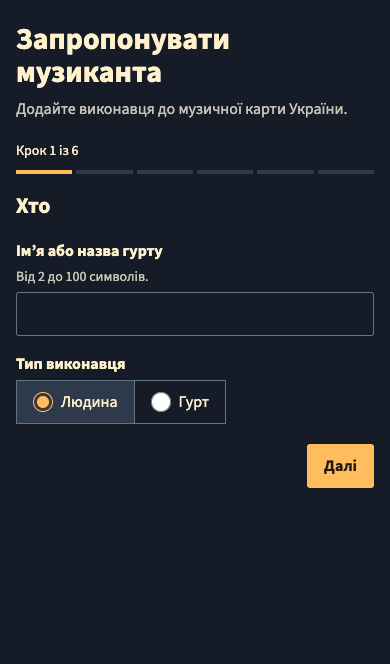 Запропонувати
музиканта
Додайте виконавця до музичної карти України.
Крок 1 із 6
Хто
Ім’я або назва гурту
Від 2 до 100 символів.
Тип виконавця
Людина
Гурт
Далі